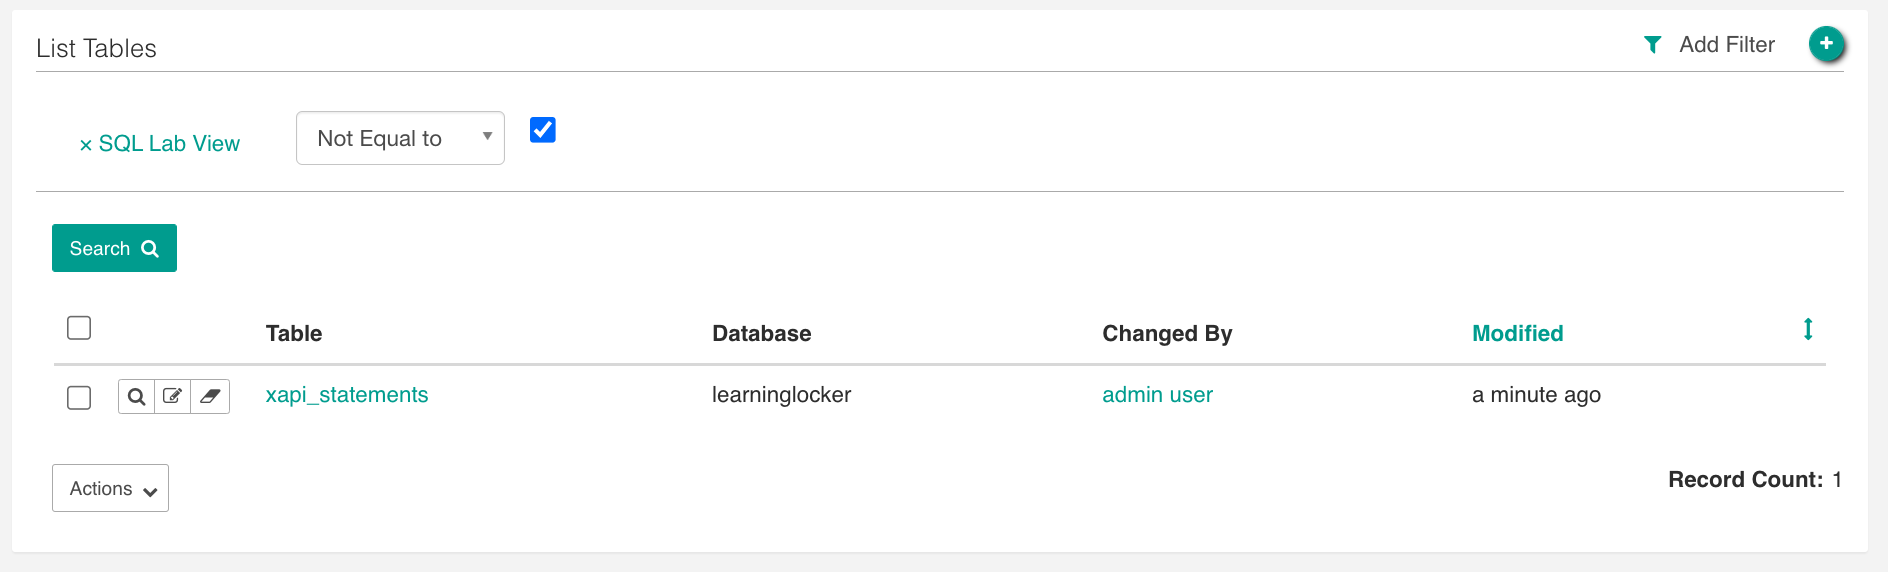 List Tables
Add Filter
× SQL Lab View
Not Equal to
Search
Table Database Changed By Modified
xapi_statements learninglocker admin user a minute ago
Actions
Record Count: 1